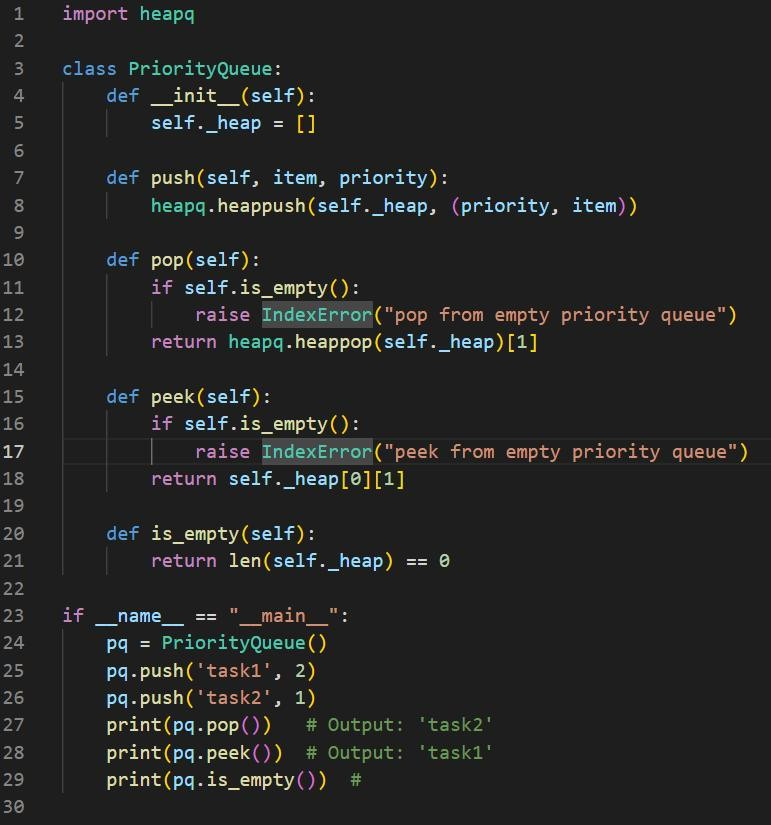 1 import heapq
2
3 class PriorityQueue:
4     def __init__(self):
5         self._heap = []
6
7     def push(self, item, priority):
8         heapq.heappush(self._heap, (priority, item))
9
10     def pop(self):
11         if self.is_empty():
12             raise IndexError("pop from empty priority queue")
13         return heapq.heappop(self._heap)[1]
14
15     def peek(self):
16         if self.is_empty():
17             raise IndexError("peek from empty priority queue")
18         return self._heap[0][1]
19
20     def is_empty(self):
21         return len(self._heap) == 0
22
23 if __name__ == "__main__":
24     pq = PriorityQueue()
25     pq.push('task1', 2)
26     pq.push('task2', 1)
27     print(pq.pop())   # Output: 'task2'
28     print(pq.peek())  # Output: 'task1'
29     print(pq.is_empty())  #
30